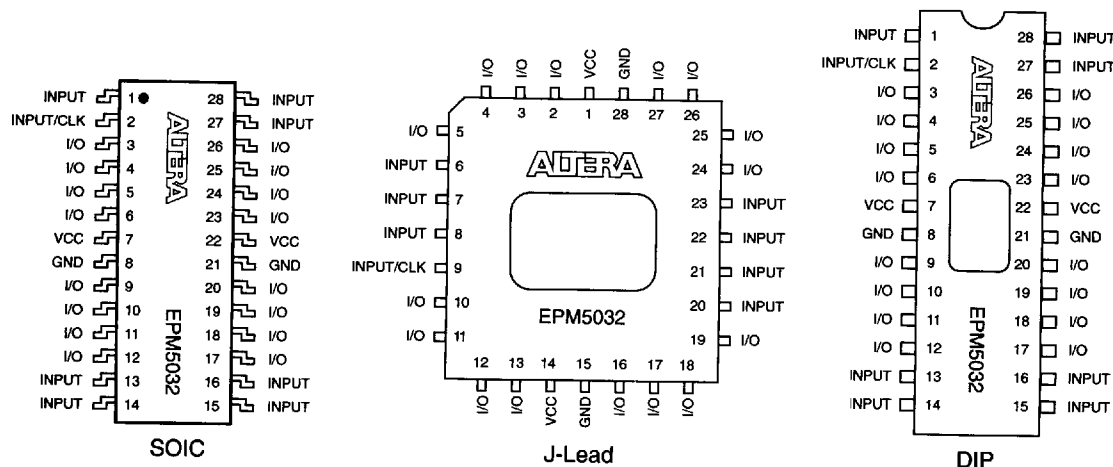 INPUT 1 28 INPUT
INPUT/CLK 2 27 INPUT
I/O 3 26 I/O
I/O 4 25 I/O
I/O 5 24 I/O
I/O 6 23 I/O
VCC 7 22 VCC
GND 8 21 GND
I/O 9 20 I/O
I/O 10 19 I/O
I/O 11 18 I/O
I/O 12 17 I/O
INPUT 13 16 INPUT
INPUT 14 15 INPUT
ALTERA
EPM5032
SOIC
I/O I/O I/O VCC GND I/O I/O
4 3 2 1 28 27 26
I/O 5 25 I/O
INPUT 6 24 I/O
INPUT 7 23 INPUT
INPUT 8 22 INPUT
INPUT/CLK 9 21 INPUT
I/O 10 20 INPUT
I/O 11 19 I/O
ALTERA
EPM5032
12 13 14 15 16 17 18
I/O I/O VCC GND I/O I/O I/O
J-Lead
INPUT 1 28 INPUT
INPUT/CLK 2 27 INPUT
I/O 3 26 I/O
I/O 4 25 I/O
I/O 5 24 I/O
I/O 6 23 I/O
VCC 7 22 VCC
GND 8 21 GND
I/O 9 20 I/O
I/O 10 19 I/O
I/O 11 18 I/O
I/O 12 17 I/O
INPUT 13 16 INPUT
INPUT 14 15 INPUT
ALTERA
EPM5032
DIP